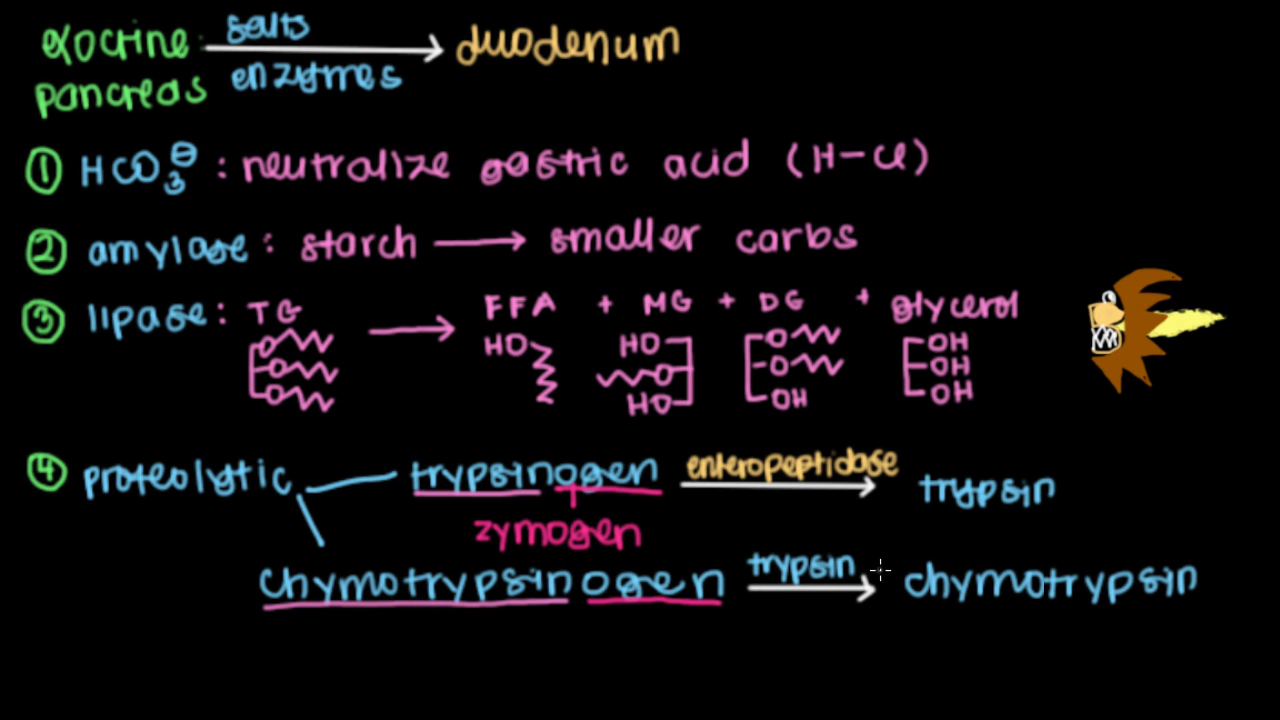 exocrine pancreas salts enzymes → duodenum
① HCO₃⊖ : neutralize gastric acid (H-Cl)
② amylase : starch → smaller carbs
③ lipase : TG → FFA + MG + DG + glycerol
O HO HO O OH
O O O OH
O HO OH OH
④ proteolytic trypsinogen enteropeptidase → trypsin
zymogen
chymotrypsinogen trypsin → chymotrypsin